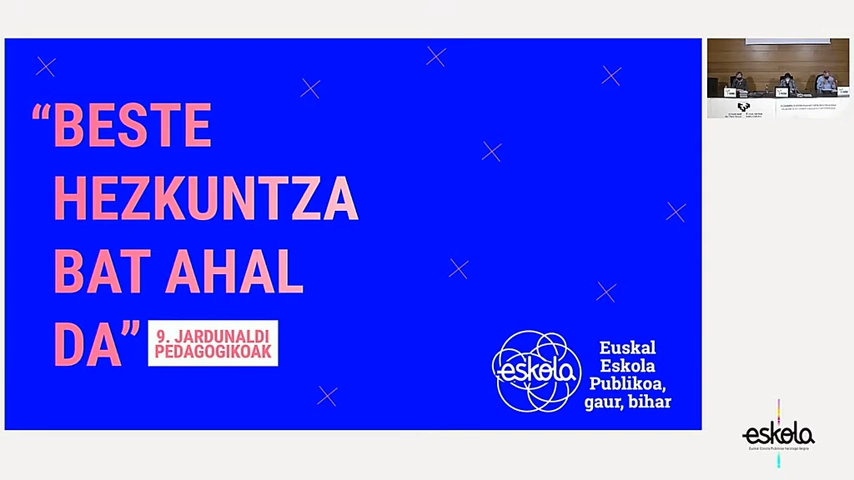 “BESTE
HEZKUNTZA
BAT AHAL
DA”
9. JARDUNALDI
PEDAGOGIKOAK
eskola
Euskal
Eskola
Publikoa,
gaur, bihar
eskola